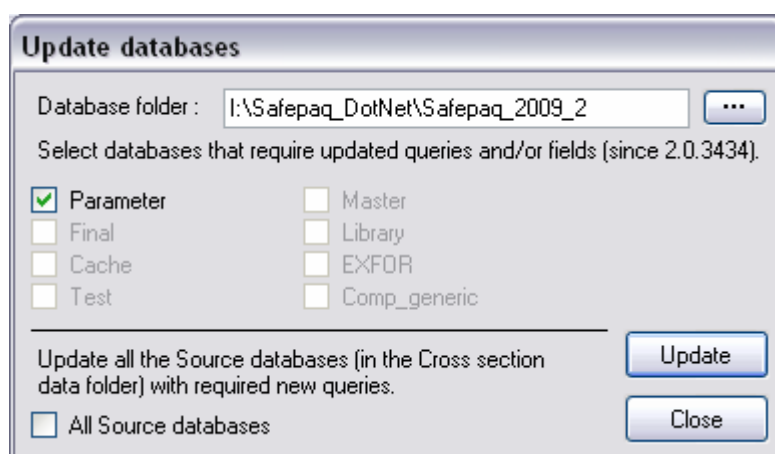 Update databases
Database folder : I:\Safepaq_DotNet\Safepaq_2009_2 ...
Select databases that require updated queries and/or fields (since 2.0.3434).
Parameter Master
Final Library
Cache EXFOR
Test Comp_generic
Update all the Source databases (in the Cross section
data folder) with required new queries.
Update
All Source databases
Close